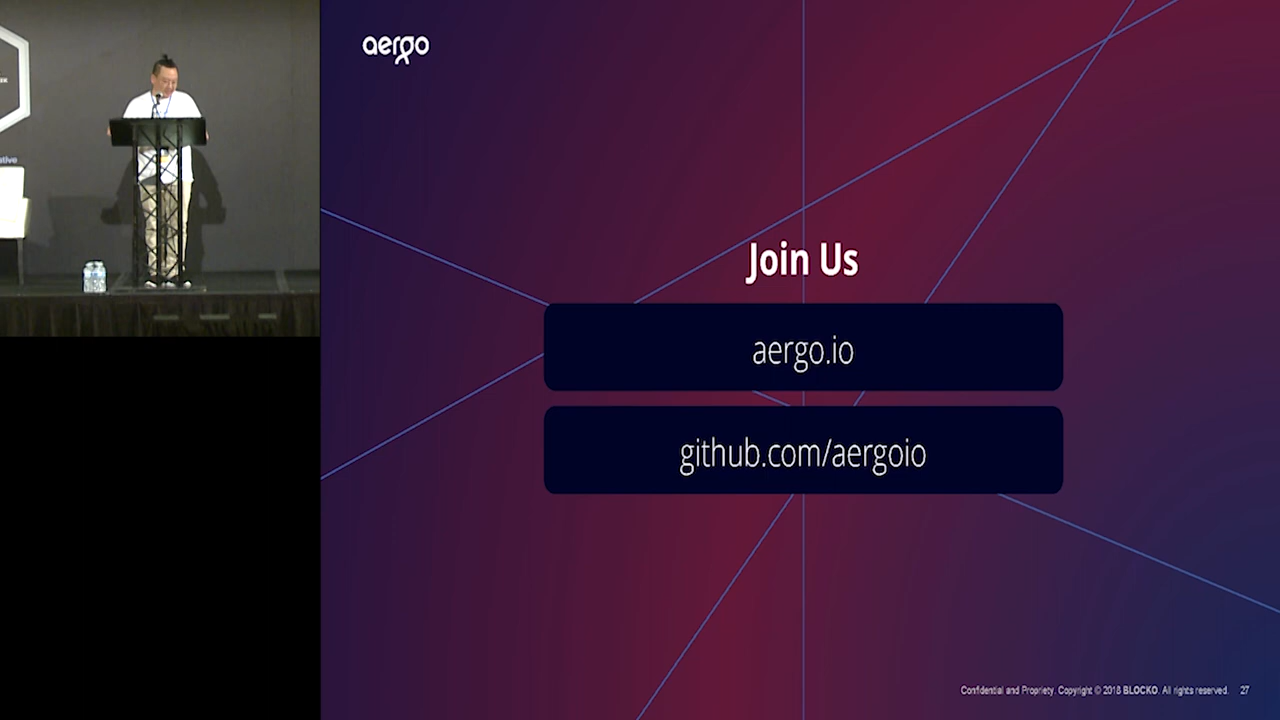 aergo
Join Us
aergo.io
github.com/aergoio
Confidential and Propriety. Copyright © 2018 BLOCKO. All rights reserved. 27